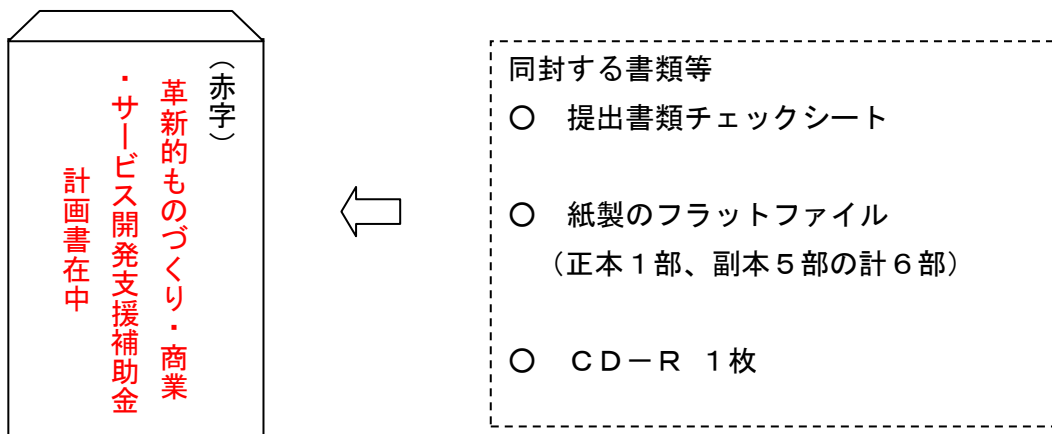 （赤字）
革新的ものづくり・商業
・サービス開発支援補助金
計画書在中
同封する書類等
○　提出書類チェックシート
○　紙製のフラットファイル
（正本１部、副本５部の計６部）
○　ＣＤ－Ｒ １枚